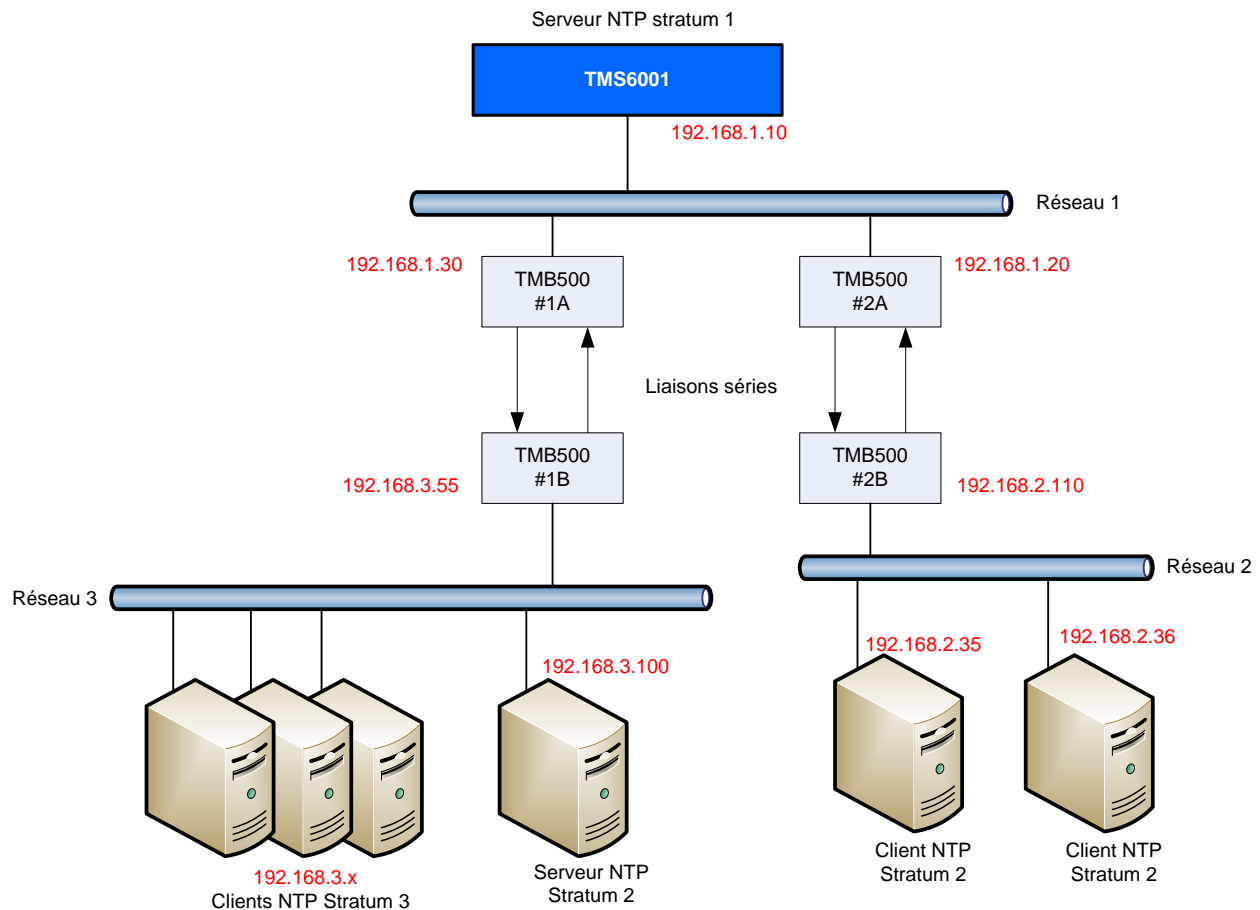 Serveur NTP stratum 1
TMS6001
192.168.1.10
Réseau 1
192.168.1.30
TMB500
#1A
TMB500
#2A
192.168.1.20
Liaisons séries
192.168.3.55
TMB500
#1B
TMB500
#2B
192.168.2.110
Réseau 2
Réseau 3
192.168.3.100
192.168.2.35
192.168.2.36
192.168.3.x
Clients NTP Stratum 3
Serveur NTP
Stratum 2
Client NTP
Stratum 2
Client NTP
Stratum 2